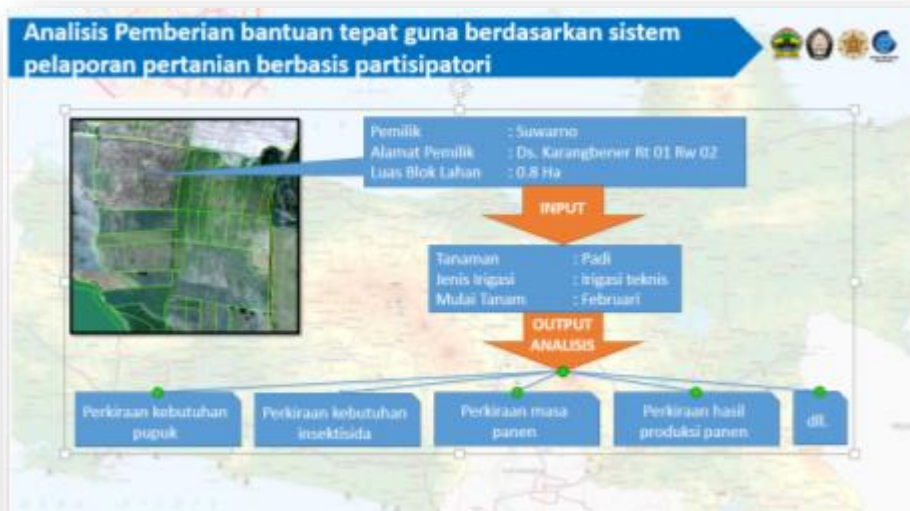 Analisis Pemberian bantuan tepat guna berdasarkan sistem
pelaporan pertanian berbasis partisipatori
Pemilik : Suwarno
Alamat Pemilik : Ds. Karangbener Rt 01 Rw 02
Luas Blok Lahan : 0.8 Ha
INPUT
Tanaman : Padi
Jenis Irigasi : Irigasi teknis
Mulai Tanam : Februari
OUTPUT
ANALISIS
Perkiraan kebutuhan
pupuk
Perkiraan kebutuhan
insektisida
Perkiraan masa
panen
Perkiraan hasil
produksi panen
dll.